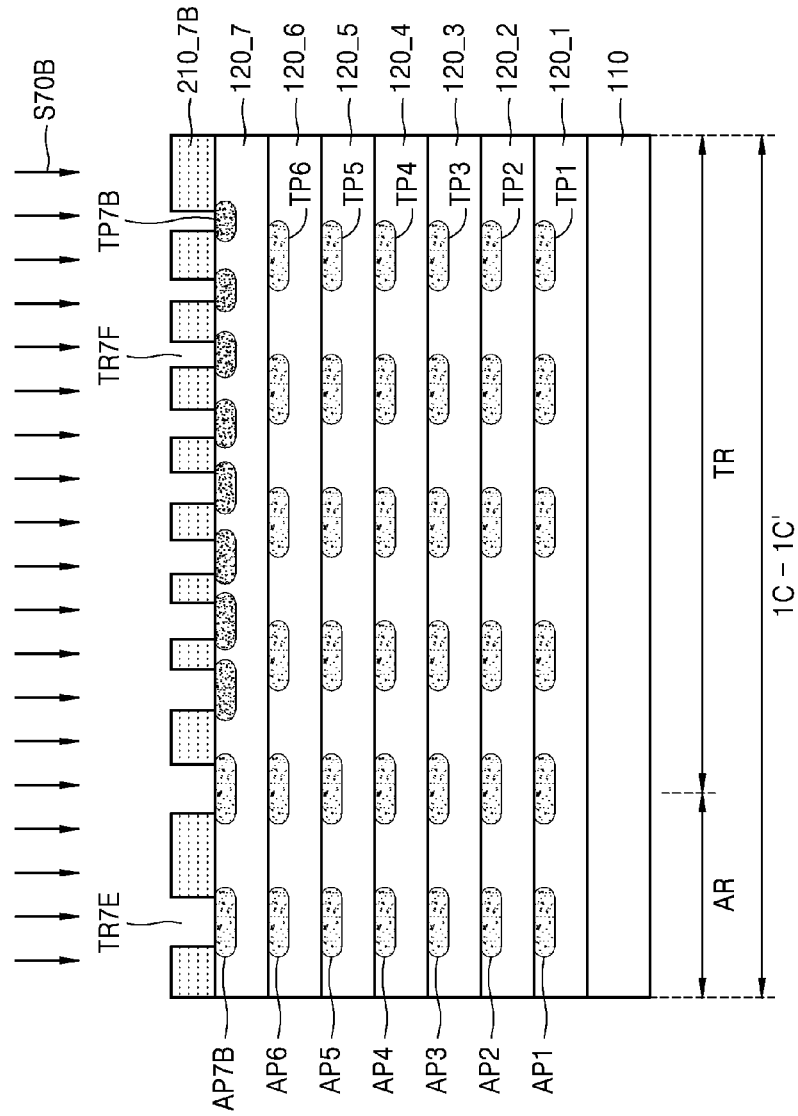 S70B
TR7E
TR7F
TP7B
210_7B
120_7
120_6
120_5
120_4
120_3
120_2
120_1
110
AP7B
AP6
AP5
AP4
AP3
AP2
AP1
TP6
TP5
TP4
TP3
TP2
TP1
AR
TR
1C - 1C'